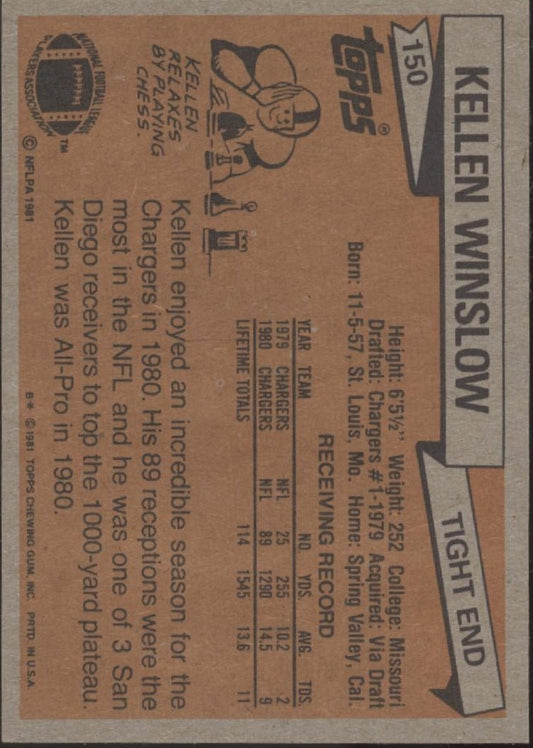 150
KELLEN WINSLOW
TIGHT END
TOPPS®
Height: 6'5½" Weight: 252 College: Missouri
Drafted: Chargers #1-1979 Acquired: Via Draft
Born: 11-5-57, St. Louis, Mo. Home: Spring Valley, Cal.
RECEIVING RECORD
YEAR TEAM NO. YDS. AVG. TDS.
1979 CHARGERS NFL 25 255 10.2 2
1980 CHARGERS NFL 89 1290 14.5 9
LIFETIME TOTALS 114 1545 13.6 11
KELLEN
RELAXES
BY PLAYING
CHESS.
Kellen enjoyed an incredible season for the
Chargers in 1980. His 89 receptions were the
most in the NFL and he was one of 3 San
Diego receivers to top the 1000-yard plateau.
Kellen was All-Pro in 1980.
NATIONAL FOOTBALL LEAGUE
PLAYERS ASSOCIATION
TM
© NFLPA 1981
B* © 1981 TOPPS CHEWING GUM, INC. PRTD. IN U.S.A.